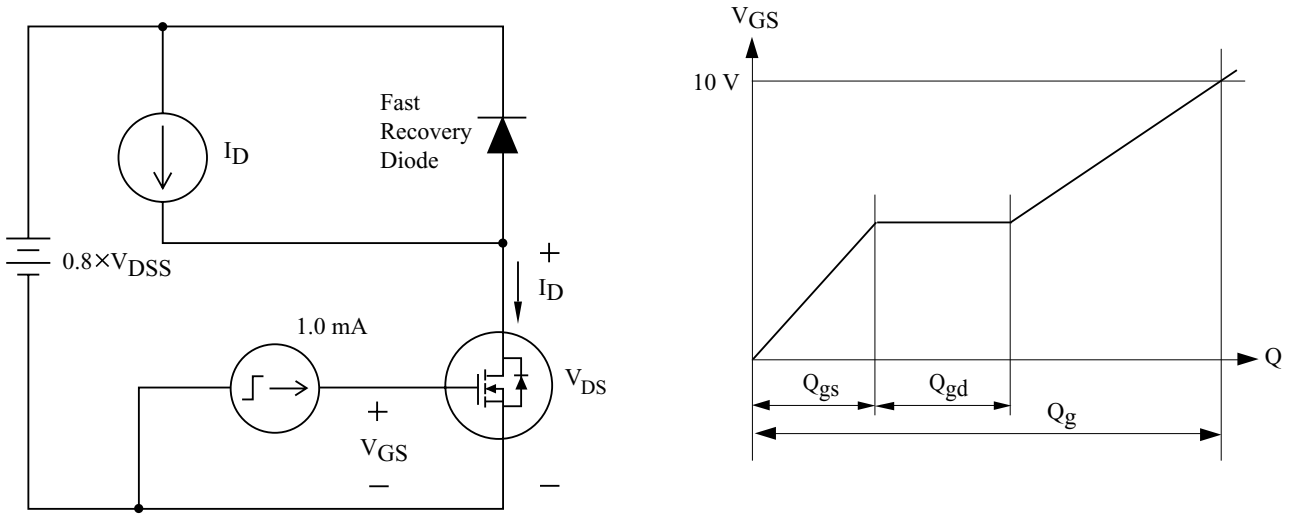 Fast
Recovery
Diode
I_D
0.8×V_DSS
+
I_D
1.0 mA
V_DS
+
V_GS
−
−
V_GS
10 V
Q
Q_gs
Q_gd
Q_g